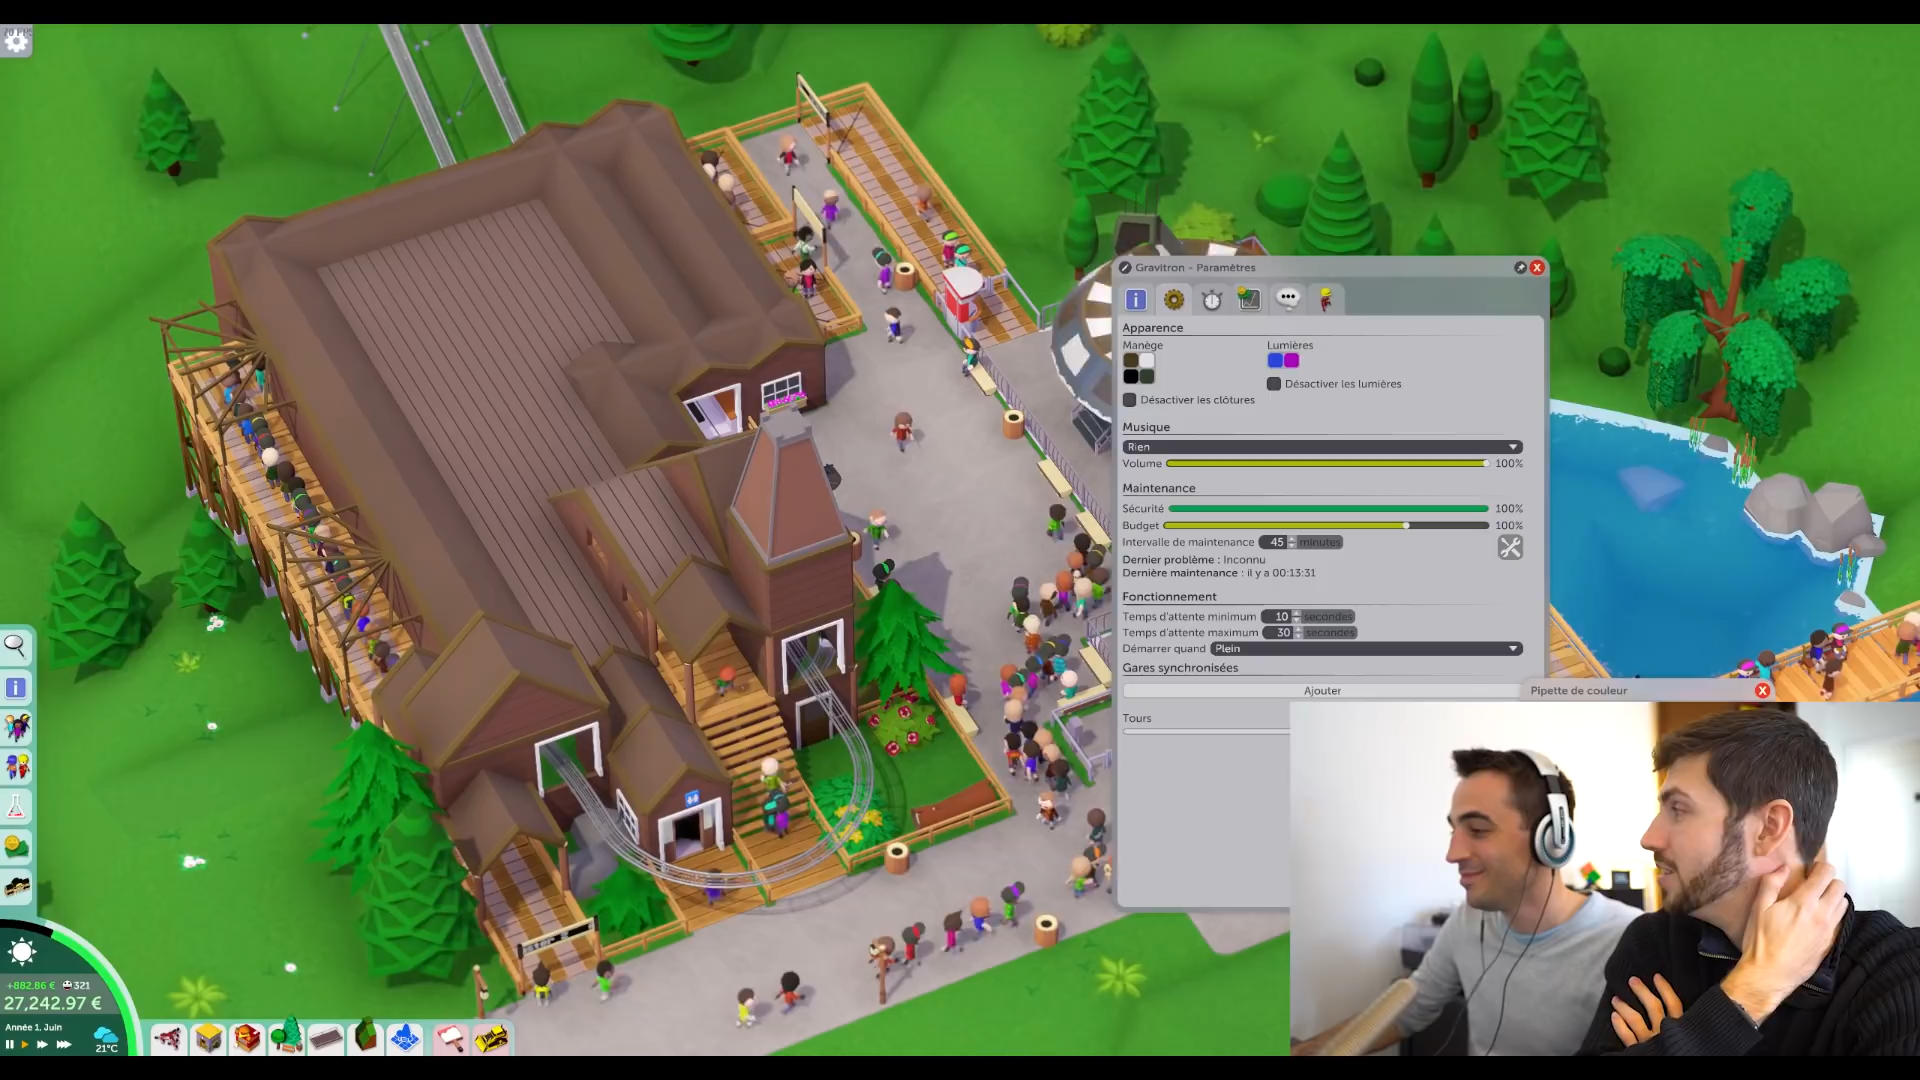 Gravitron - Paramètres
Apparence
Manège
Lumières
Désactiver les lumières
Désactiver les clôtures
Musique
Rien
Volume 100%
Maintenance
Sécurité 100%
Budget 100%
Intervalle de maintenance 45 minutes
Dernier problème : Inconnu
Dernière maintenance : il y a 00:13:31
Fonctionnement
Temps d'attente minimum 10 secondes
Temps d'attente maximum 30 secondes
Démarrer quand Plein
Gares synchronisées
Ajouter
Pipette de couleur
Tours
+882.86 € 321
27,242.97 €
Année 1, Juin
21°C